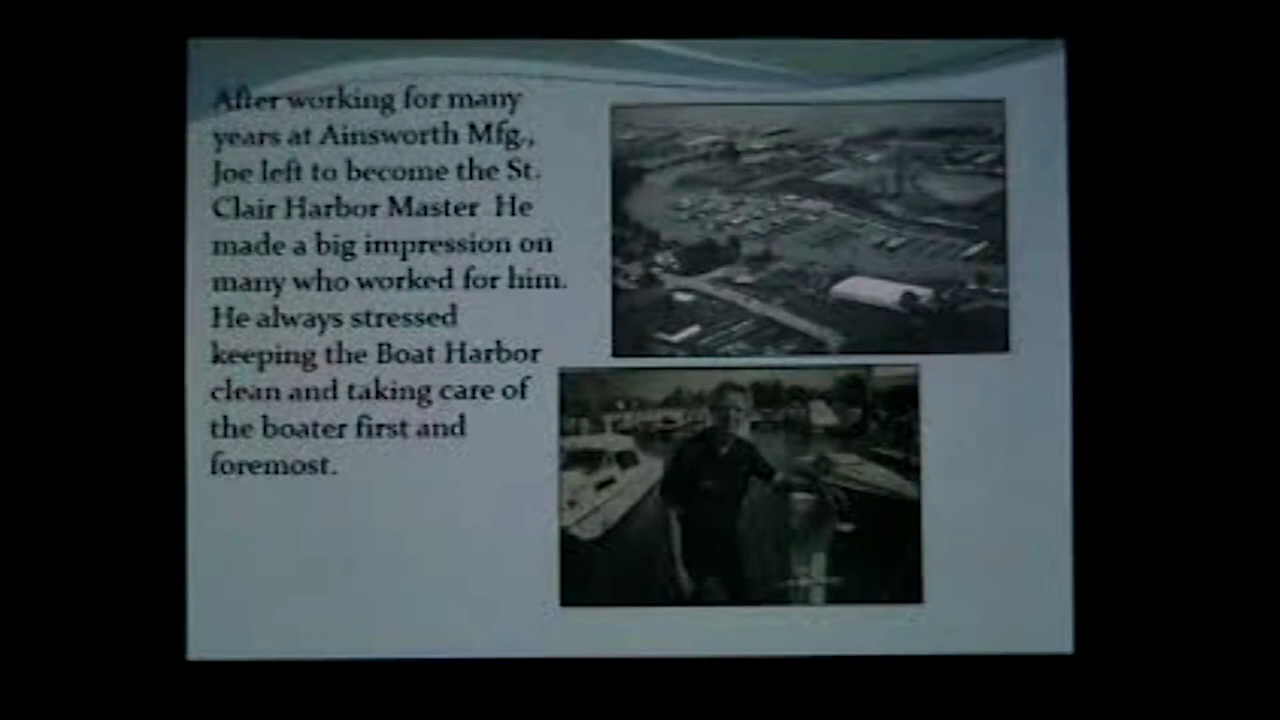 After working for many
years at Ainsworth Mfg.,
Joe left to become the St.
Clair Harbor Master He
made a big impression on
many who worked for him.
He always stressed
keeping the Boat Harbor
clean and taking care of
the boater first and
foremost.